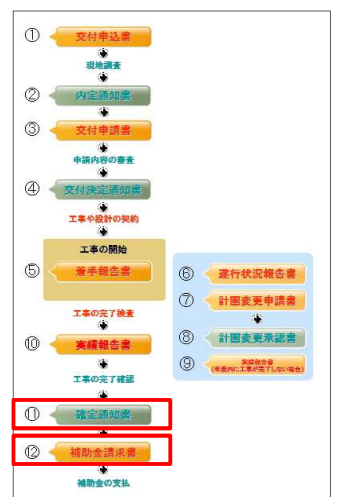 ① 交付申込書
現地調査
② 内定通知書
③ 交付申請書
申請内容の審査
④ 交付決定通知書
工事や設計の契約
工事の開始
⑤ 着手報告書
工事の完了検査
⑩ 実績報告書
工事の完了確認
⑪ 確定通知書
⑫ 補助金請求書
補助金の支払
⑥ 遂行状況報告書
⑦ 計画変更申請書
⑧ 計画変更承認書
⑨ 実績報告書
(年度内に工事が完了しない場合)